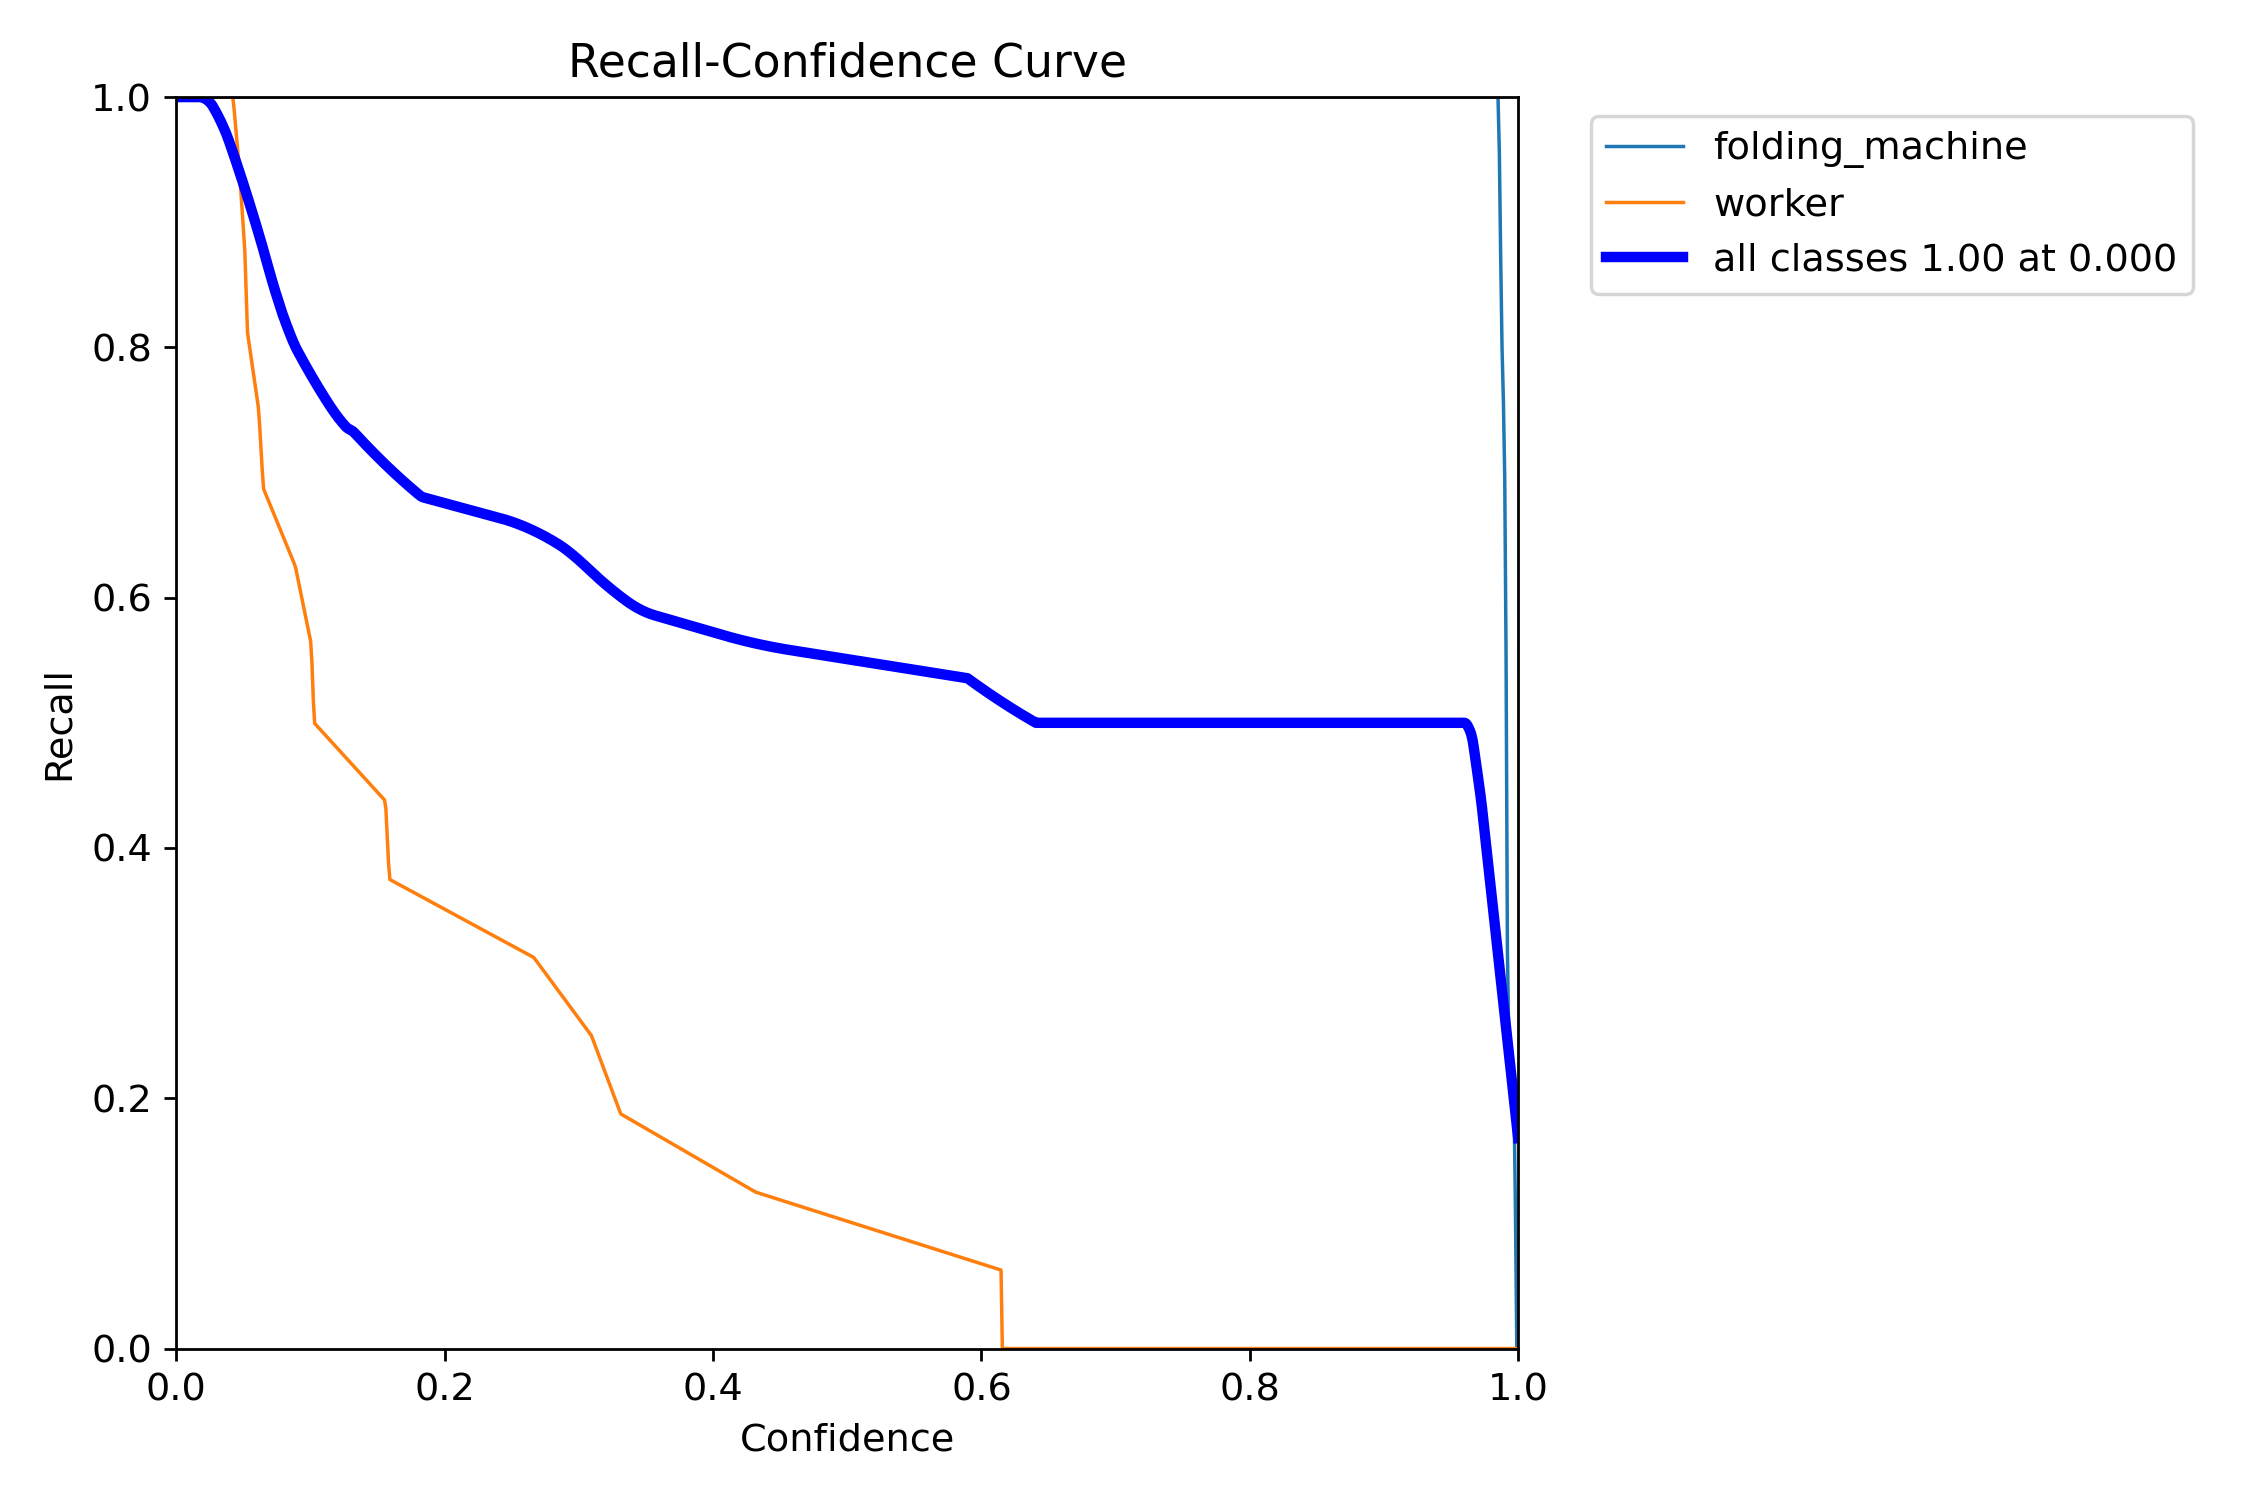 Recall-Confidence Curve
1.0
0.8
0.6
0.4
0.2
0.0
Recall
0.0 0.2 0.4 0.6 0.8 1.0
Confidence
folding_machine
worker
all classes 1.00 at 0.000